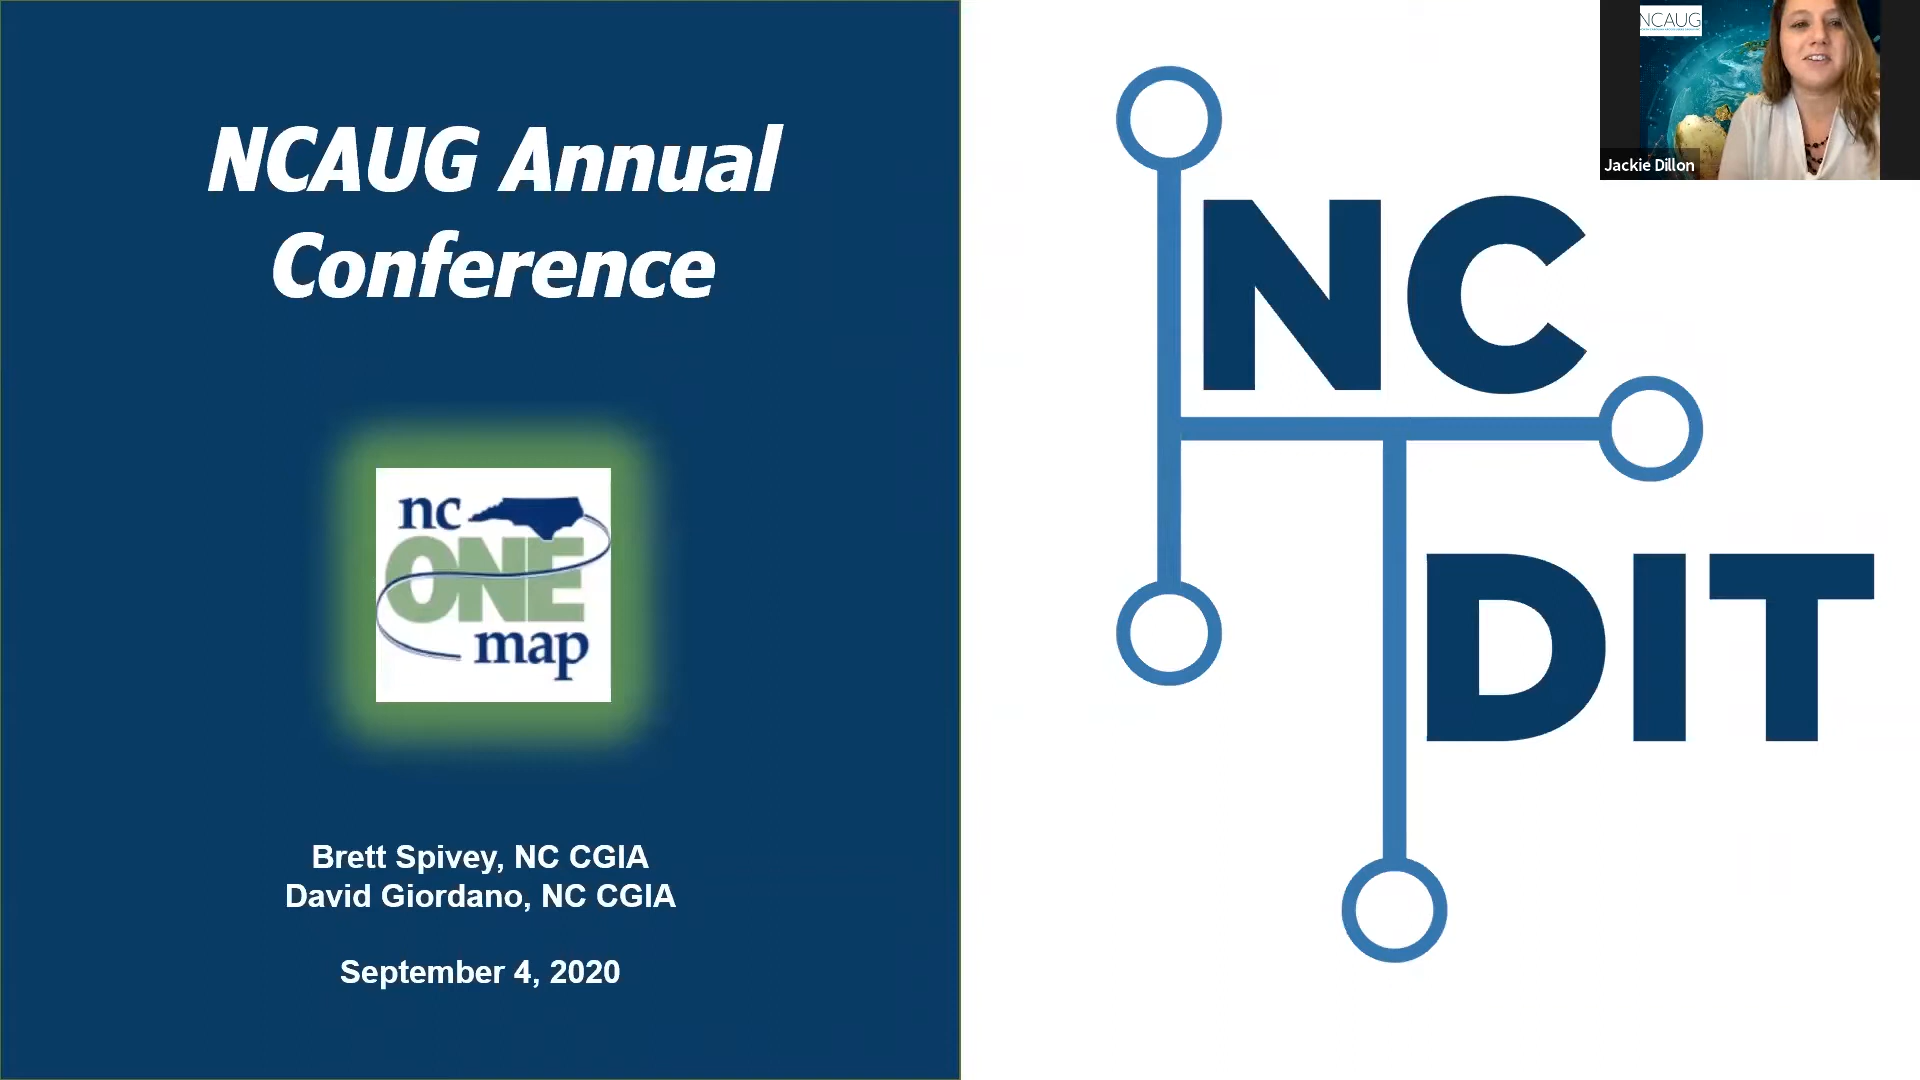 NCAUG Annual
Conference
nc
ONE
map
Brett Spivey, NC CGIA
David Giordano, NC CGIA
September 4, 2020
NC
DIT
NCAUG
Jackie Dillon